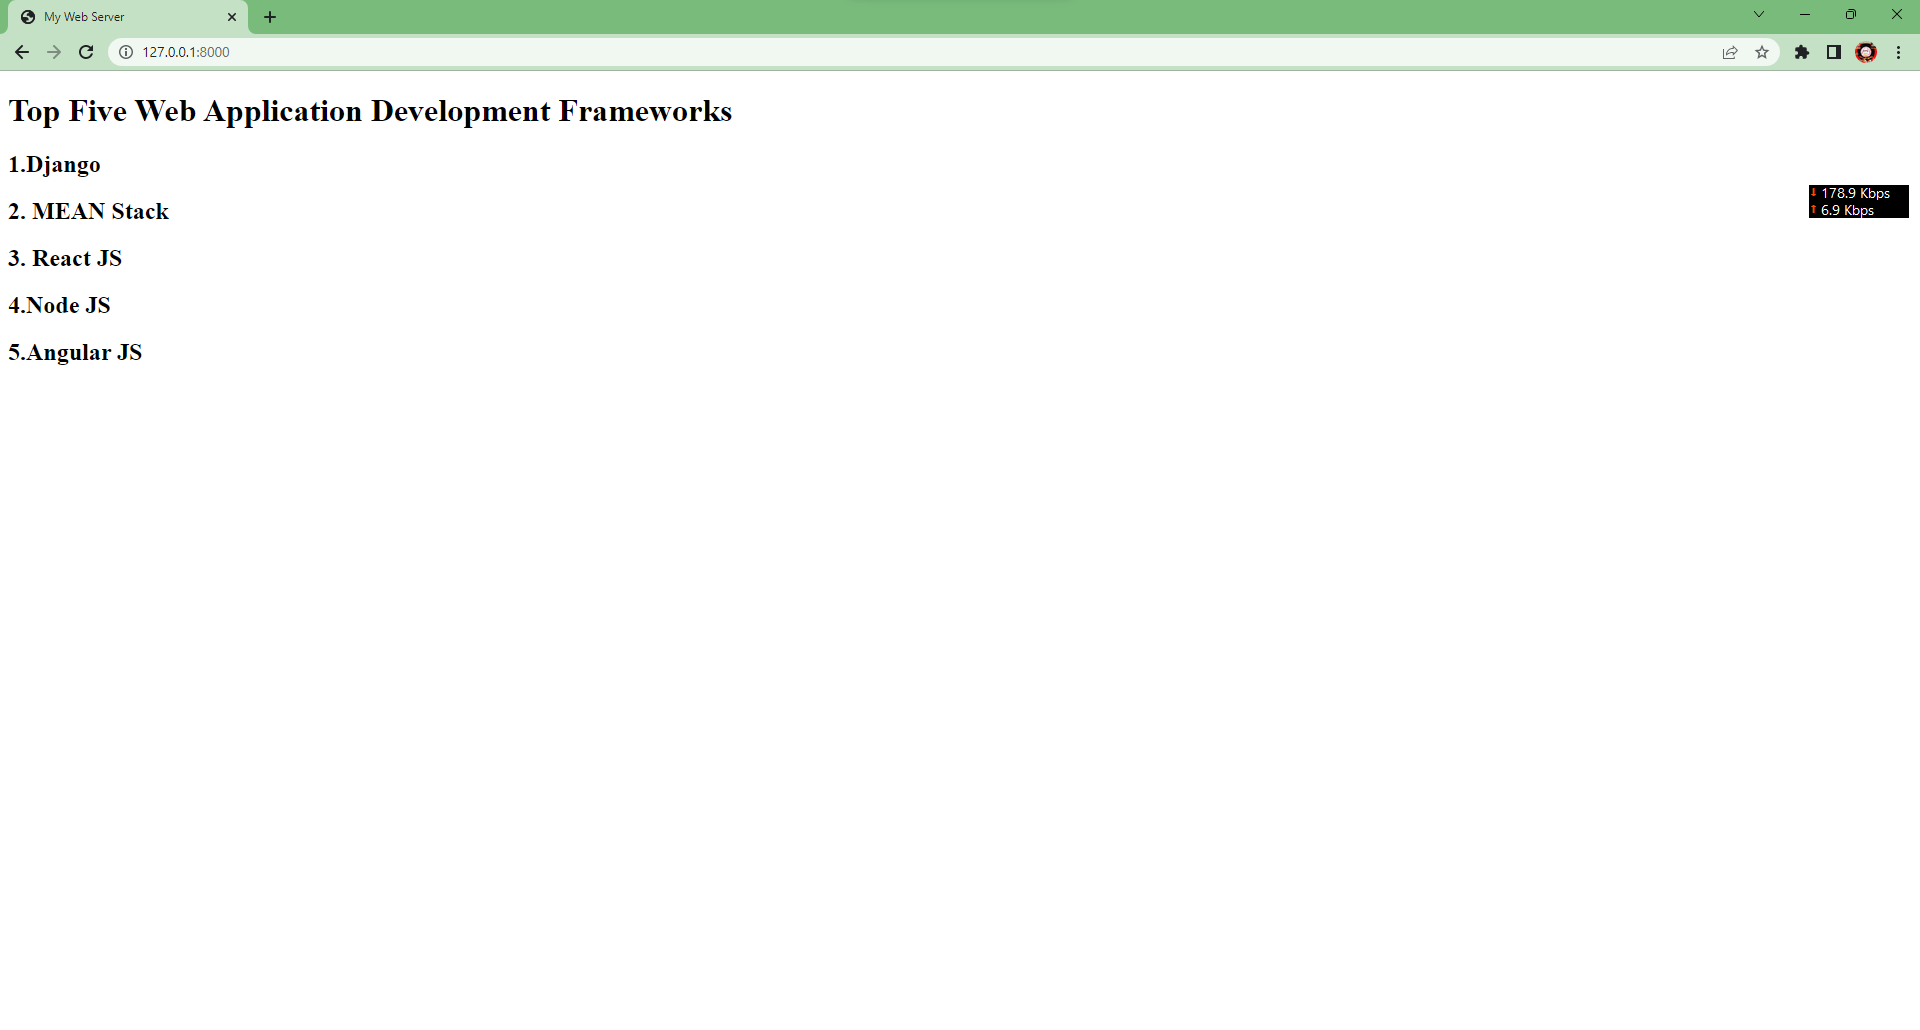 My Web Server
127.0.0.1:8000
Top Five Web Application Development Frameworks
1.Django
2. MEAN Stack
178.9 Kbps
6.9 Kbps
3. React JS
4.Node JS
5.Angular JS